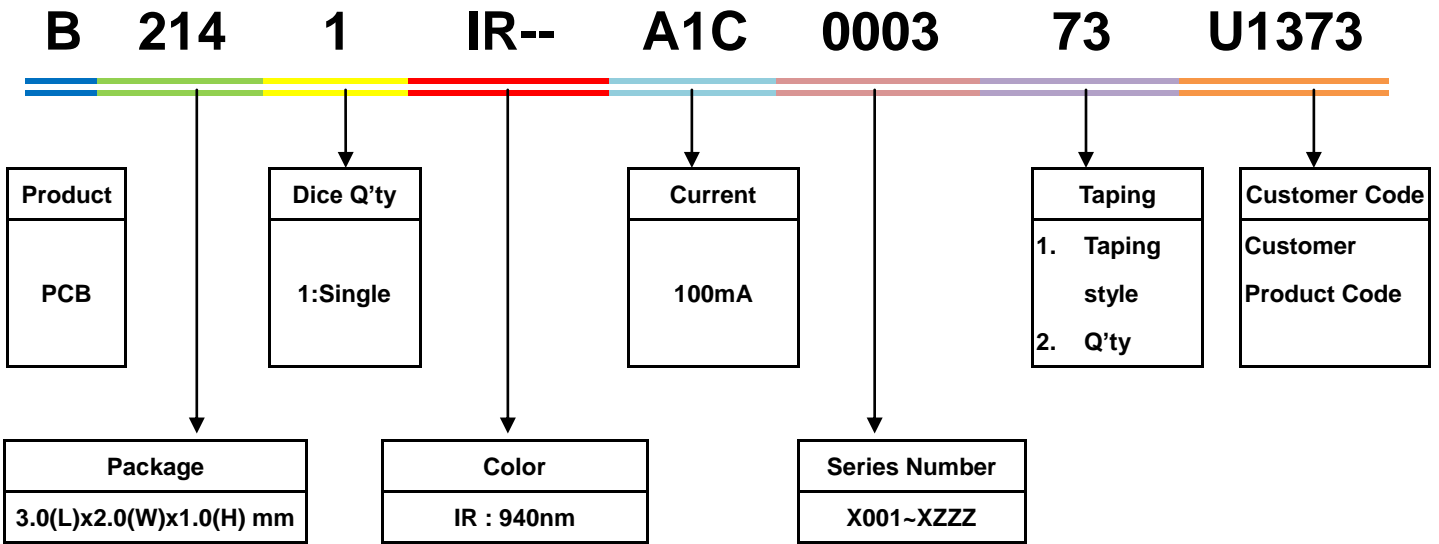 B 214 1 IR-- A1C 0003 73 U1373
Product
PCB
Dice Q’ty
1:Single
Current
100mA
Taping
1. Taping
style
2. Q’ty
Customer Code
Customer
Product Code
Package
3.0(L)x2.0(W)x1.0(H) mm
Color
IR : 940nm
Series Number
X001~XZZZ